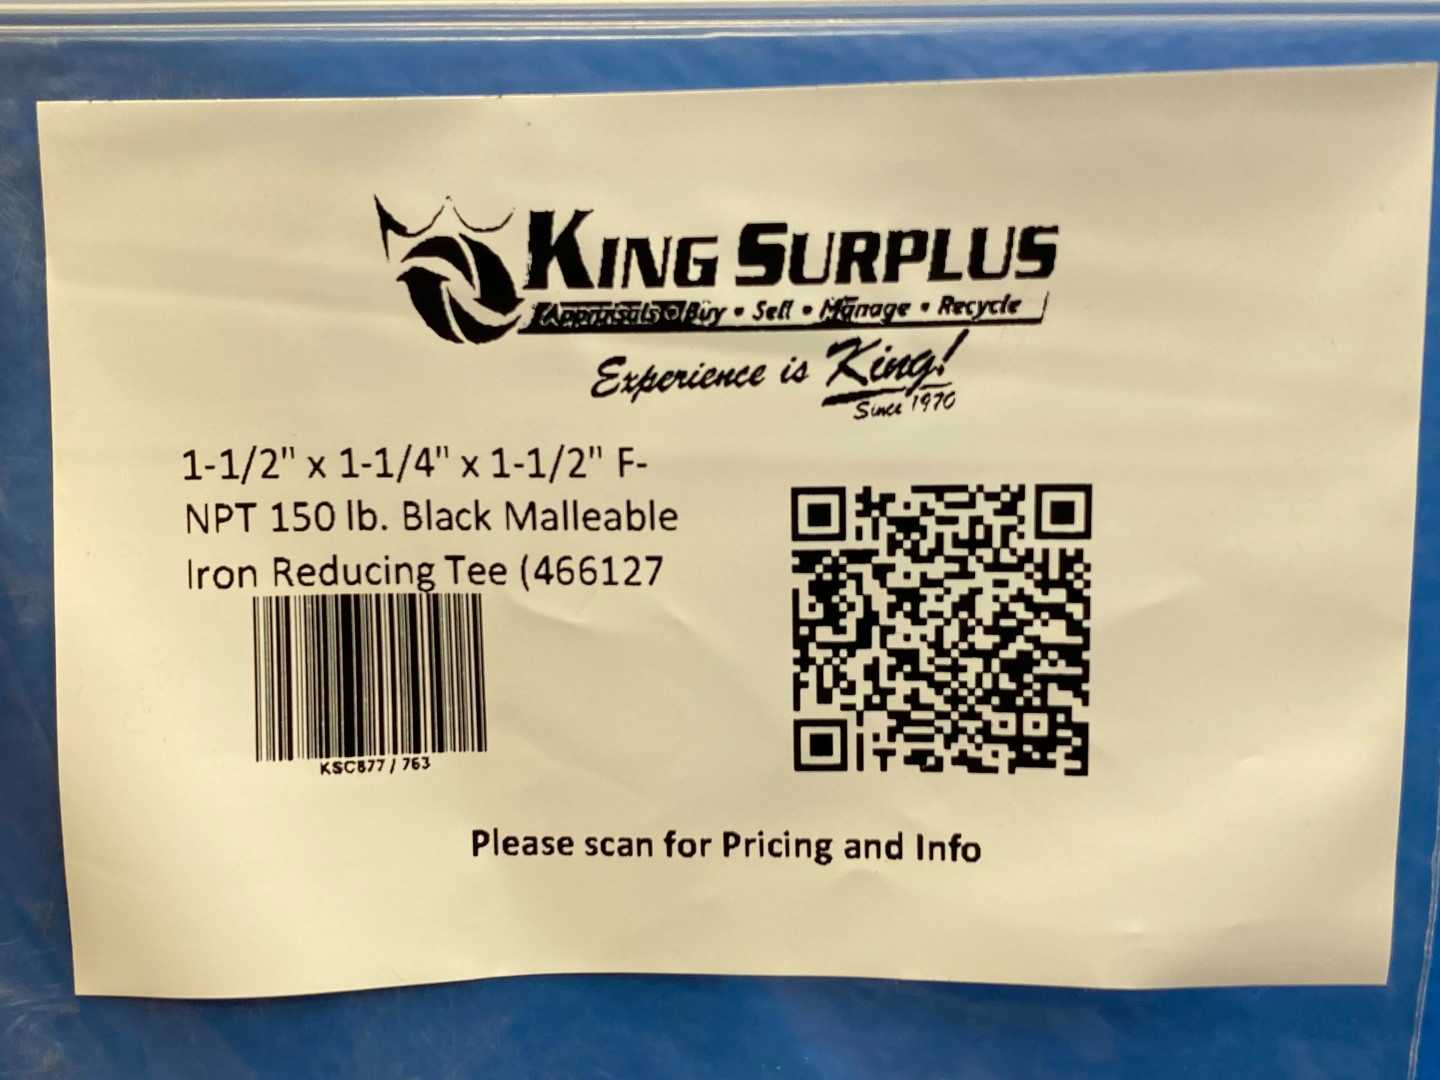 KING SURPLUS
Appraisals • Buy • Sell • Manage • Recycle
Experience is King!
Since 1970
1-1/2" x 1-1/4" x 1-1/2" F-
NPT 150 lb. Black Malleable
Iron Reducing Tee (466127
KSC877 / 763
Please scan for Pricing and Info